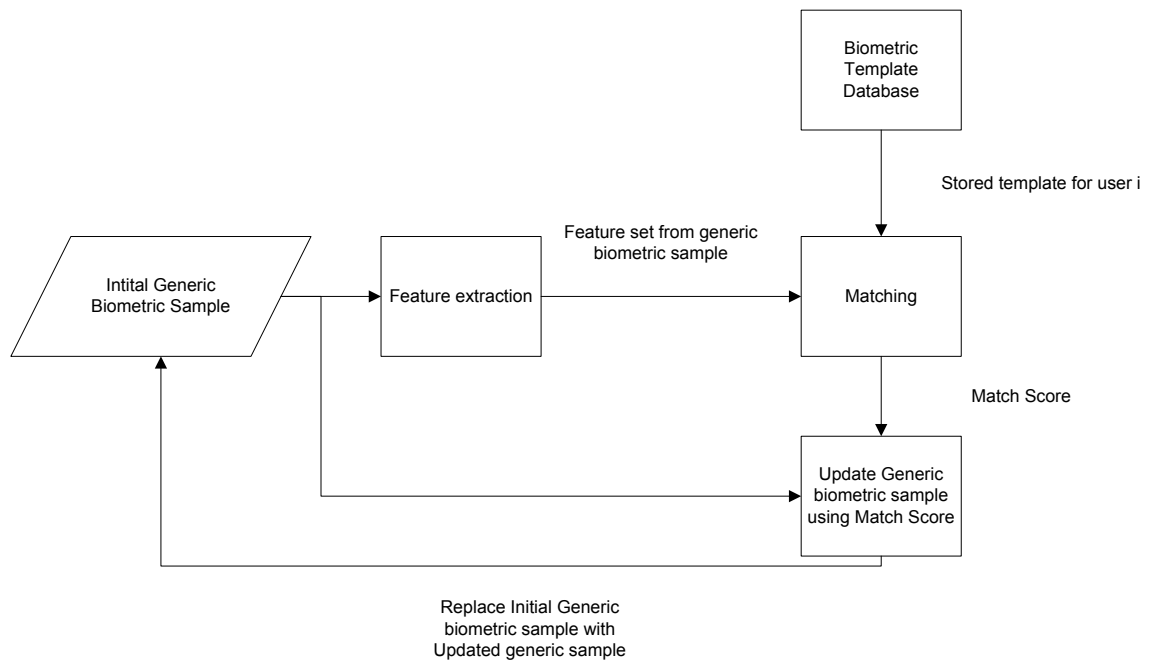 Biometric
Template
Database
Stored template for user i
Feature set from generic
biometric sample
Intital Generic
Biometric Sample
Feature extraction
Matching
Match Score
Update Generic
biometric sample
using Match Score
Replace Initial Generic
biometric sample with
Updated generic sample